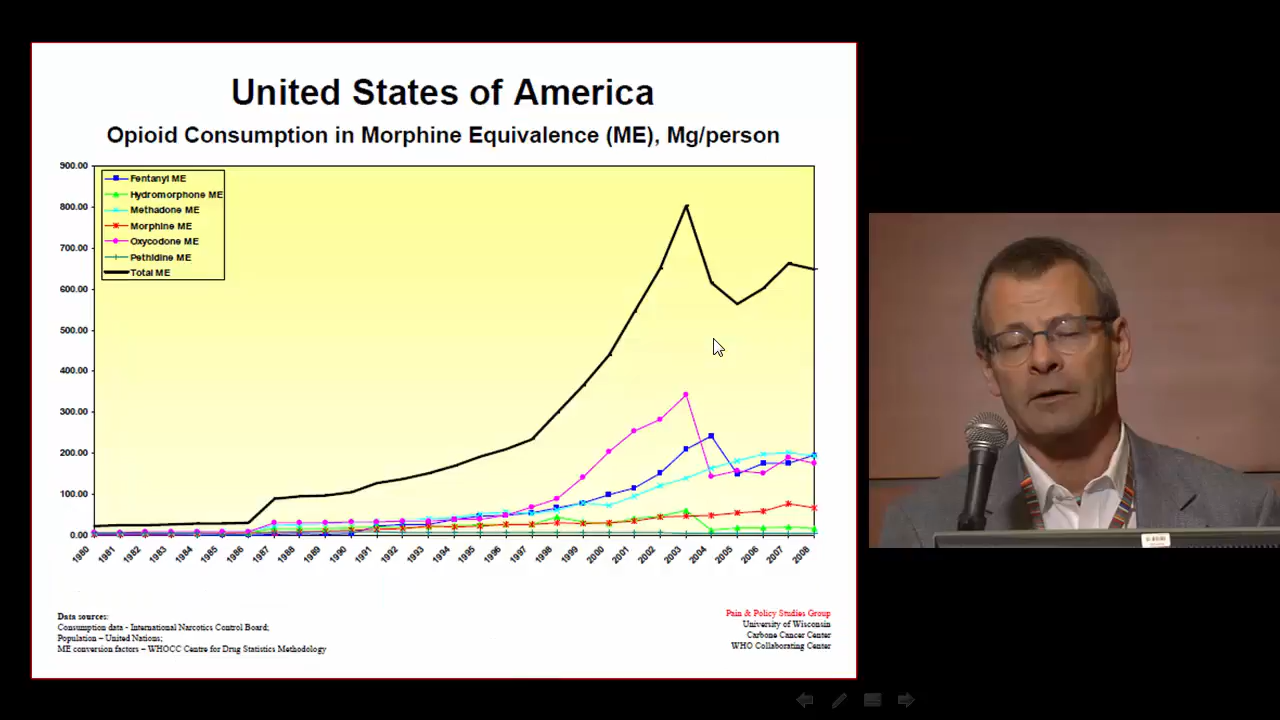 United States of America
Opioid Consumption in Morphine Equivalence (ME), Mg/person
900.00
800.00
700.00
600.00
500.00
400.00
300.00
200.00
100.00
0.00
Fentanyl ME
Hydromorphone ME
Methadone ME
Morphine ME
Oxycodone ME
Pethidine ME
Total ME
1980 1981 1982 1983 1984 1985 1986 1987 1988 1989 1990 1991 1992 1993 1994 1995 1996 1997 1998 1999 2000 2001 2002 2003 2004 2005 2006 2007 2008
Data sources:
Consumption data - International Narcotics Control Board;
Population – United Nations;
ME conversion factors – WHOCC Centre for Drug Statistics Methodology
Pain & Policy Studies Group
University of Wisconsin
Carbone Cancer Center
WHO Collaborating Center